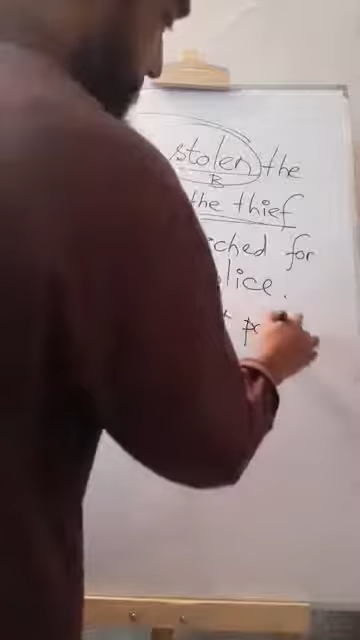 stolen the
B
the thief
ched for
lice.